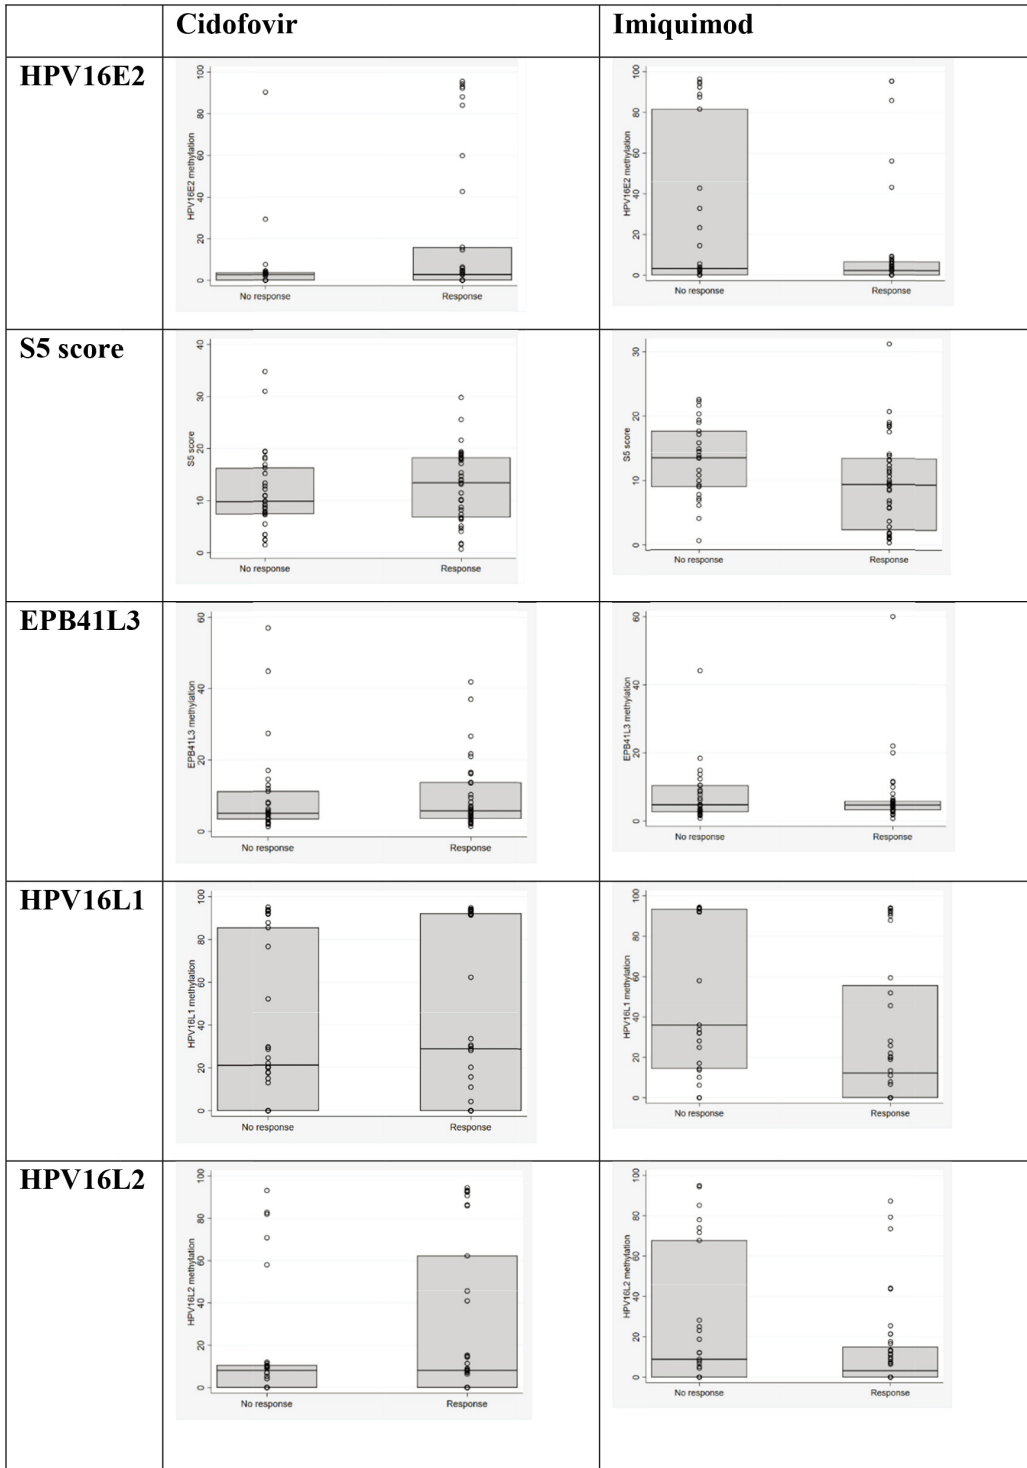 Cidofovir Imiquimod
HPV16E2
HPV16E2 methylation
0 20 40 60 80 100
No response Response
HPV16E2 methylation
0 20 40 60 80 100
No response Response
S5 score
S5 score
0 10 20 30 40
No response Response
S5 score
0 10 20 30
No response Response
EPB41L3
EPB41L3 methylation
0 20 40 60
No response Response
EPB41L3 methylation
0 20 40 60
No response Response
HPV16L1
HPV16L1 methylation
0 20 40 60 80 100
No response Response
HPV16L1 methylation
0 20 40 60 80 100
No response Response
HPV16L2
HPV16L2 methylation
0 20 40 60 80 100
No response Response
HPV16L2 methylation
0 20 40 60 80 100
No response Response